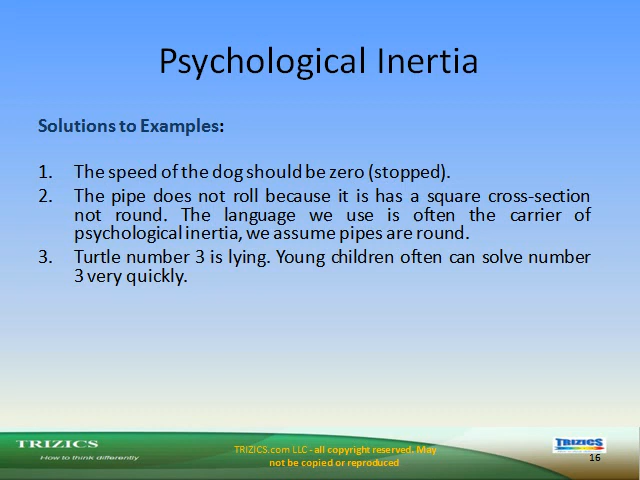 Psychological Inertia
Solutions to Examples:
1. The speed of the dog should be zero (stopped).
2. The pipe does not roll because it is has a square cross-section
not round. The language we use is often the carrier of
psychological inertia, we assume pipes are round.
3. Turtle number 3 is lying. Young children often can solve number
3 very quickly.
TRIZICS
How to think differently
TRIZICS.com LLC - all copyright reserved. May
not be copied or reproduced
TRIZICS
16